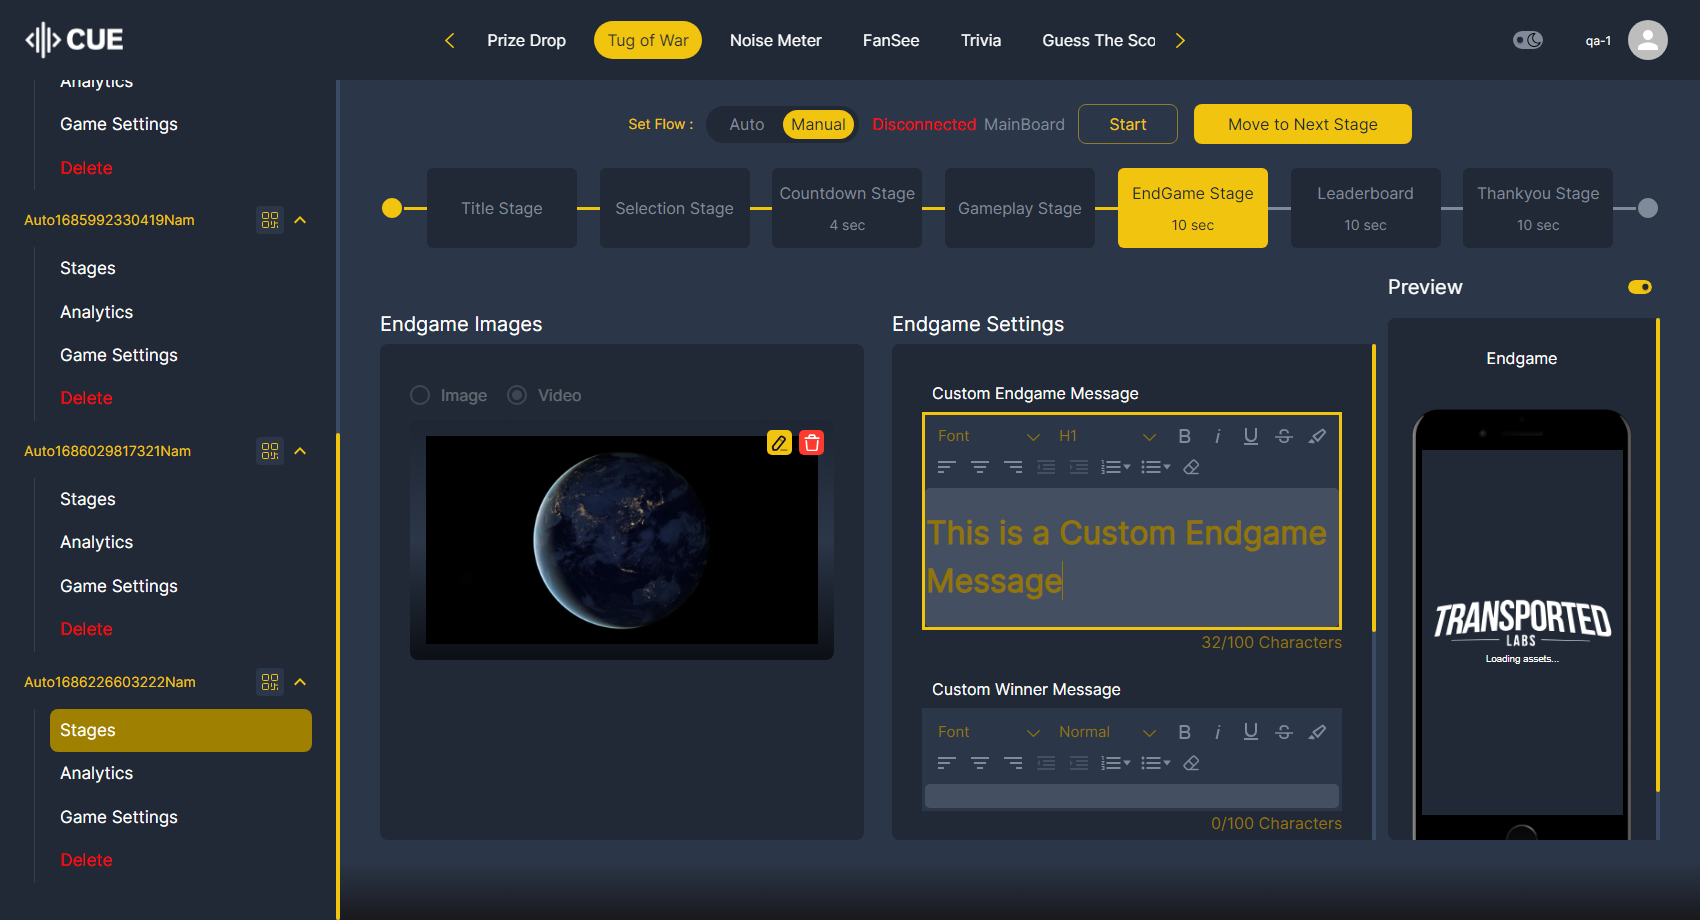 CUE
Prize Drop
Tug of War
Noise Meter
FanSee
Trivia
Guess The Sco
qa-1
Analytics
Game Settings
Delete
Auto1685992330419Nam
Stages
Analytics
Game Settings
Delete
Auto1686029817321Nam
Stages
Analytics
Game Settings
Delete
Auto1686226603222Nam
Stages
Analytics
Game Settings
Delete
Set Flow :
Auto
Manual
Disconnected MainBoard
Start
Move to Next Stage
Title Stage
Selection Stage
Countdown Stage
4 sec
Gameplay Stage
EndGame Stage
10 sec
Leaderboard
10 sec
Thankyou Stage
10 sec
Endgame Images
Image
Video
Endgame Settings
Custom Endgame Message
Font
H1
B i U S
This is a Custom Endgame
Message
32/100 Characters
Custom Winner Message
Font
Normal
B i U S
0/100 Characters
Preview
Endgame
TRANSPORTED
LABS
Loading assets...